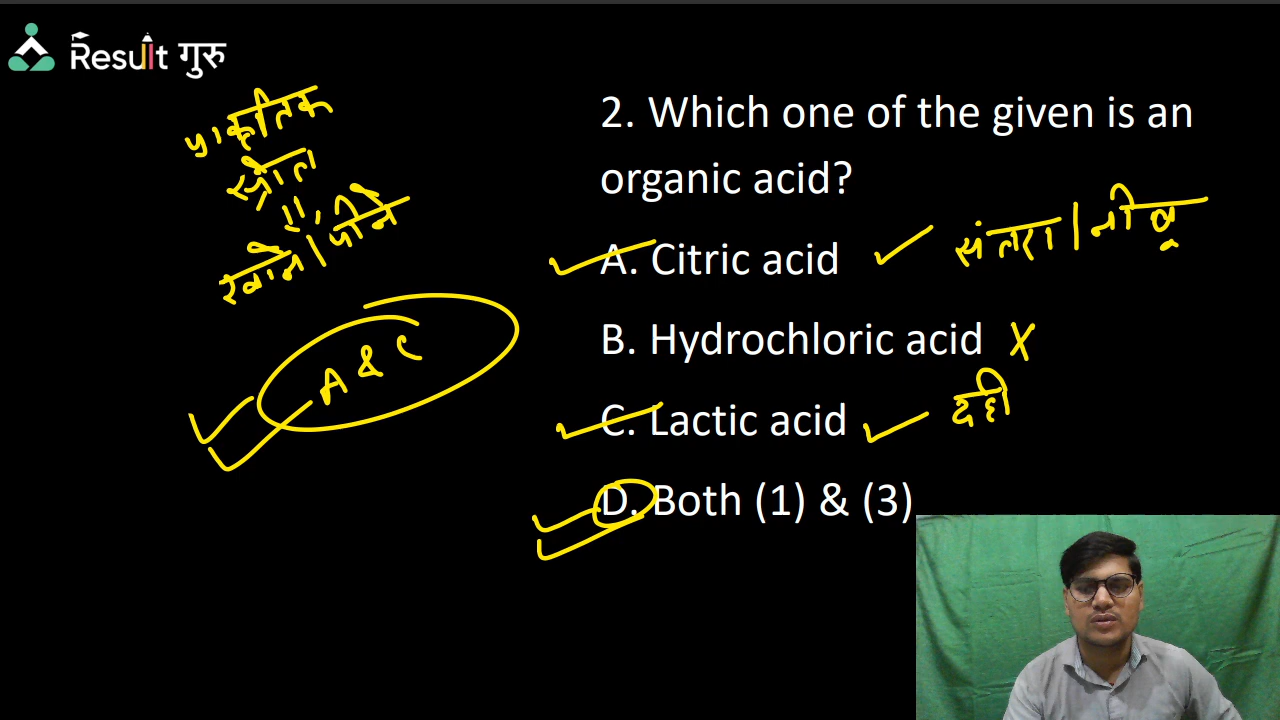 Result गुरु
2. Which one of the given is an
organic acid?
A. Citric acid
संतरा | नीबू
B. Hydrochloric acid X
C. Lactic acid
दही
D. Both (1) & (3)
प्राकृतिक
स्रोत
खाने | पीने
A & C